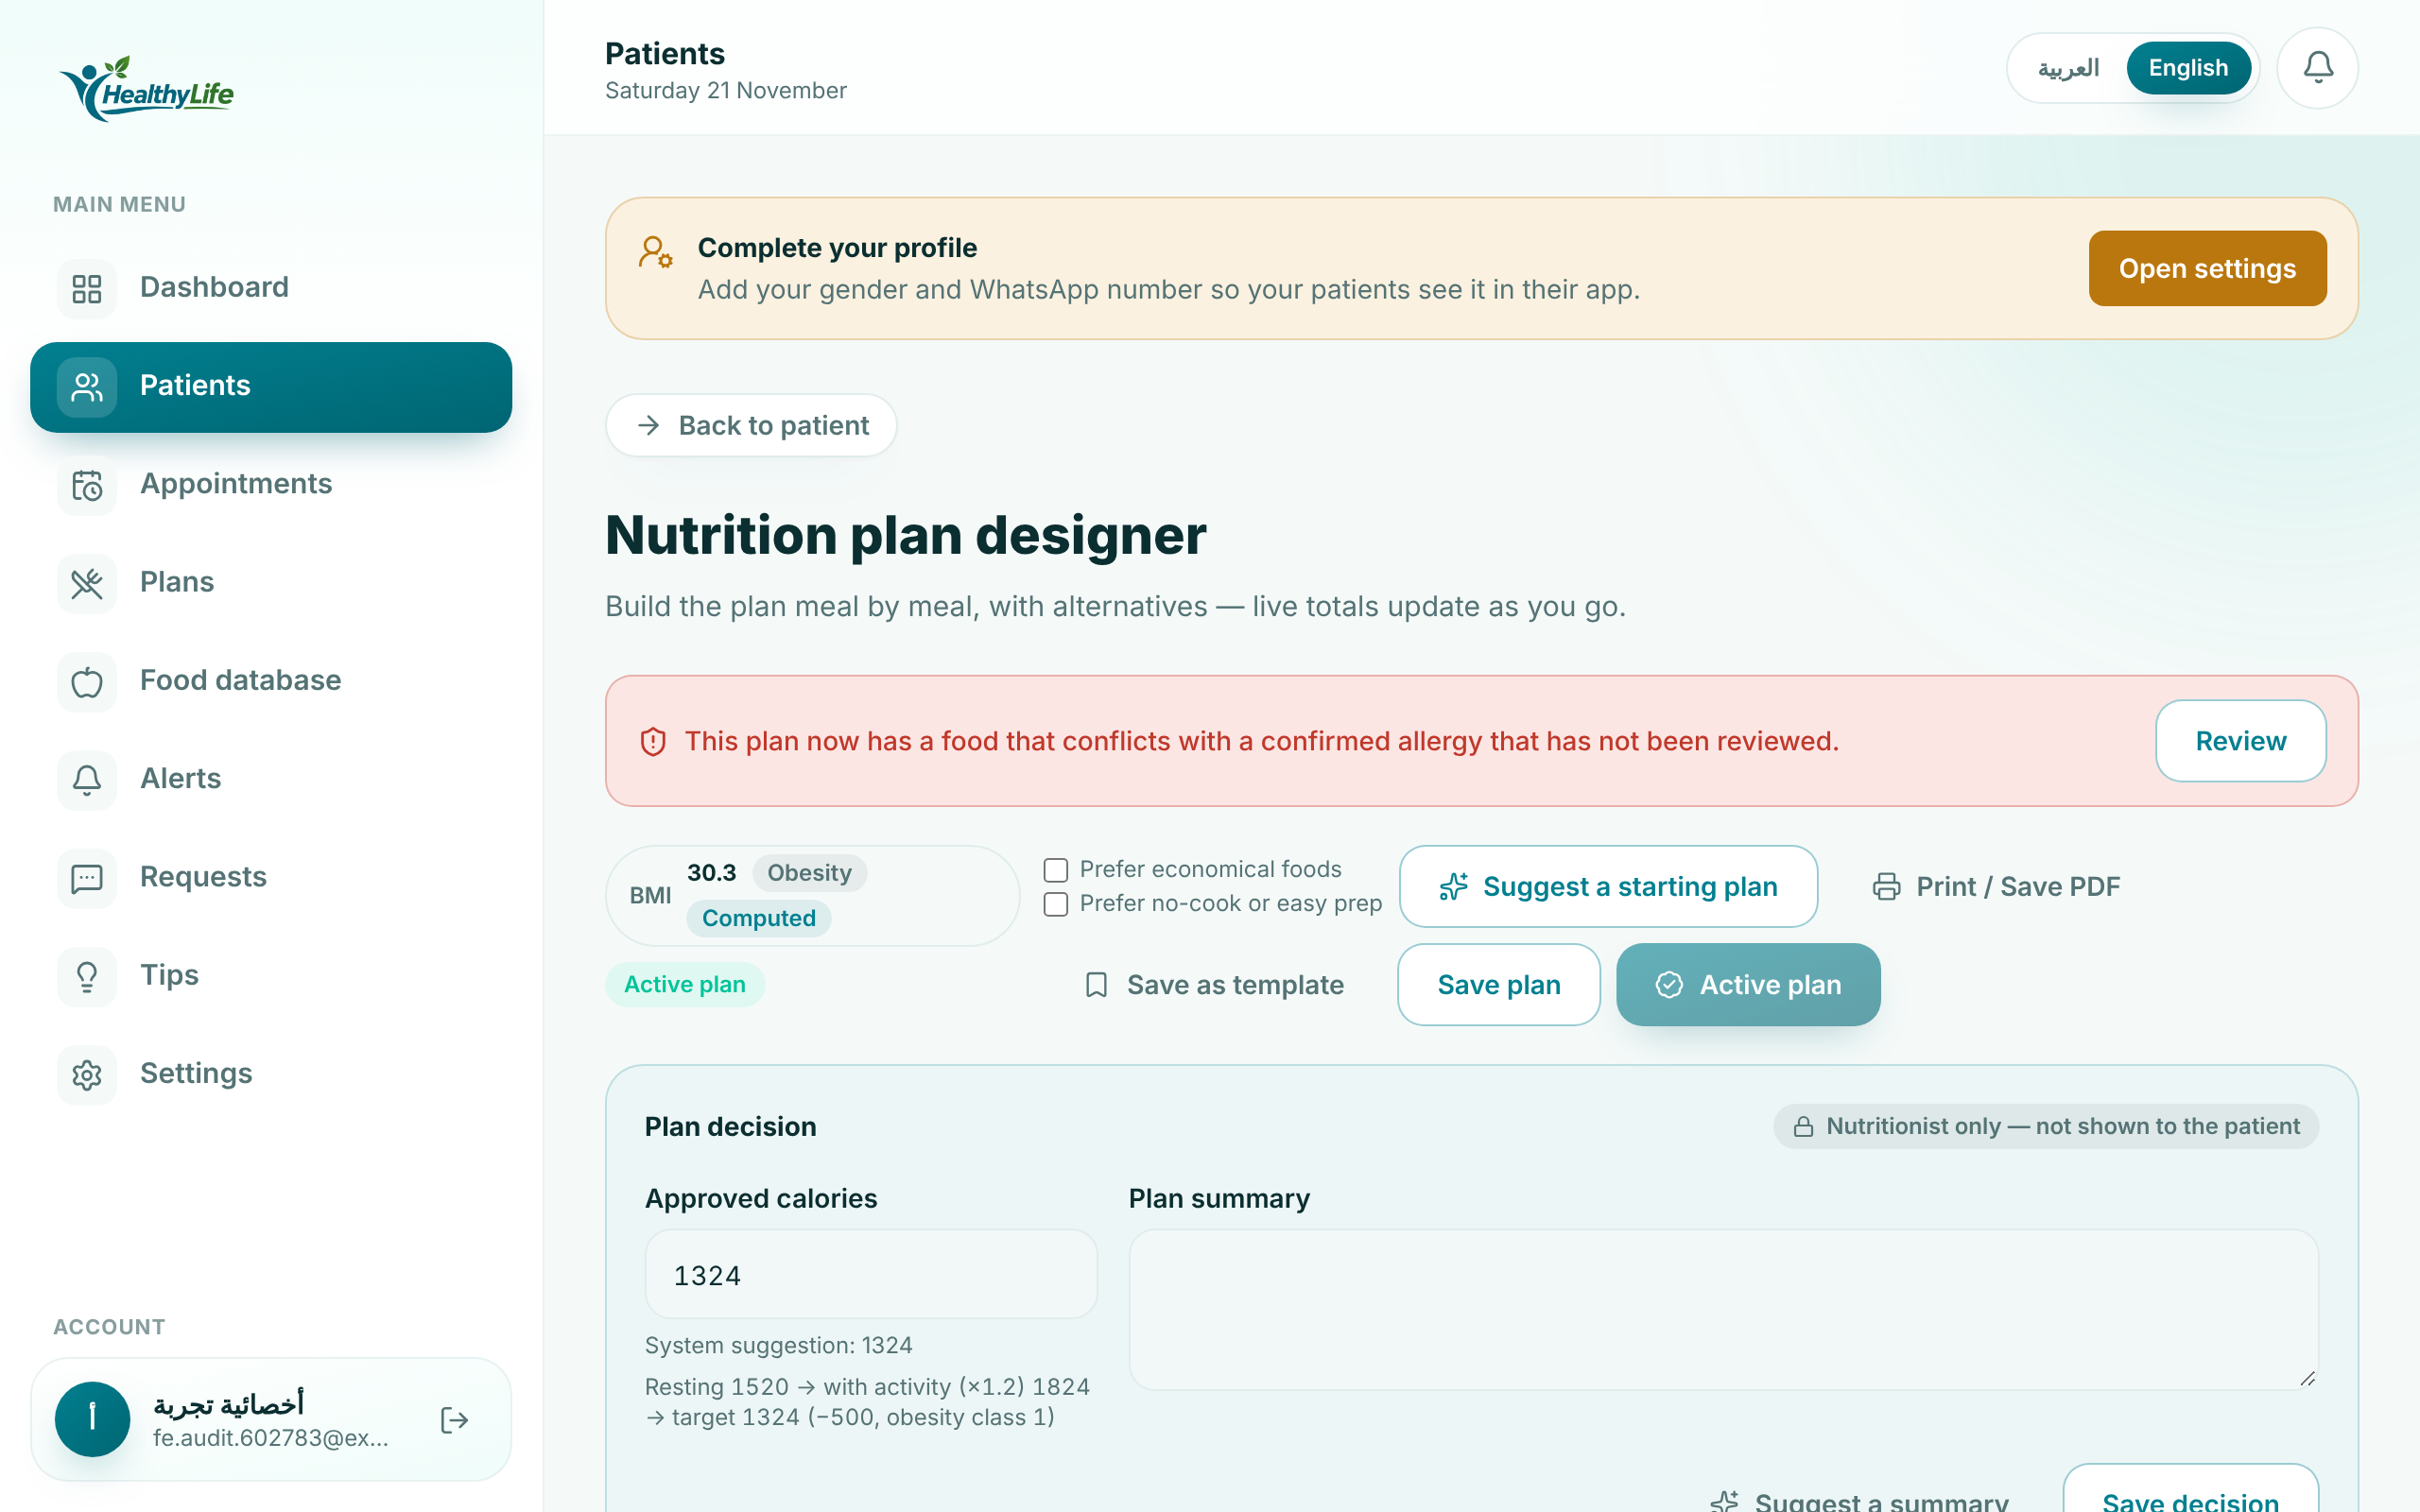 HealthyLife
MAIN MENU
Dashboard
Patients
Appointments
Plans
Food database
Alerts
Requests
Tips
Settings
ACCOUNT
أ
أخصائية تجربة
fe.audit.602783@ex...
Patients
Saturday 21 November
العربية
English
Complete your profile
Add your gender and WhatsApp number so your patients see it in their app.
Open settings
Back to patient
Nutrition plan designer
Build the plan meal by meal, with alternatives — live totals update as you go.
This plan now has a food that conflicts with a confirmed allergy that has not been reviewed.
Review
BMI
30.3
Obesity
Computed
Prefer economical foods
Prefer no-cook or easy prep
Suggest a starting plan
Print / Save PDF
Active plan
Save as template
Save plan
Active plan
Plan decision
Nutritionist only — not shown to the patient
Approved calories
Plan summary
1324
System suggestion: 1324
Resting 1520 → with activity (×1.2) 1824
→ target 1324 (−500, obesity class 1)
Suggest a summary
Save decision